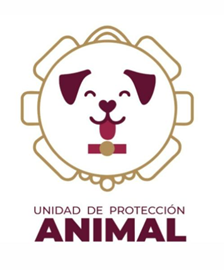 UNIDAD DE PROTECCIÓN
ANIMAL